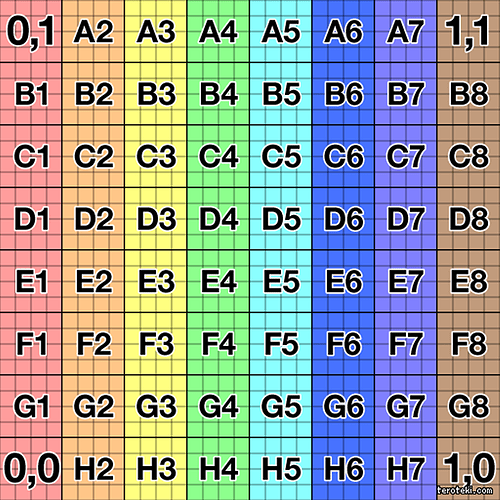 0,1 A2 A3 A4 A5 A6 A7 1,1
B1 B2 B3 B4 B5 B6 B7 B8
C1 C2 C3 C4 C5 C6 C7 C8
D1 D2 D3 D4 D5 D6 D7 D8
E1 E2 E3 E4 E5 E6 E7 E8
F1 F2 F3 F4 F5 F6 F7 F8
G1 G2 G3 G4 G5 G6 G7 G8
0,0 H2 H3 H4 H5 H6 H7 1,0
teroteki.com